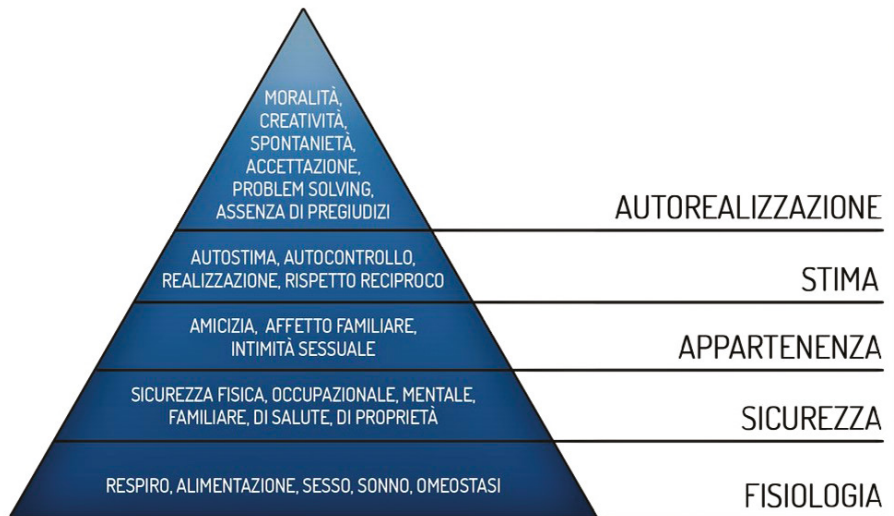 MORALITÀ,
CREATIVITÀ,
SPONTANIETÀ,
ACCETTAZIONE,
PROBLEM SOLVING,
ASSENZA DI PREGIUDIZI
AUTOREALIZZAZIONE
AUTOSTIMA, AUTOCONTROLLO,
REALIZZAZIONE, RISPETTO RECIPROCO
STIMA
AMICIZIA, AFFETTO FAMILIARE,
INTIMITÀ SESSUALE
APPARTENENZA
SICUREZZA FISICA, OCCUPAZIONALE, MENTALE,
FAMILIARE, DI SALUTE, DI PROPRIETÀ
SICUREZZA
RESPIRO, ALIMENTAZIONE, SESSO, SONNO, OMEOSTASI
FISIOLOGIA